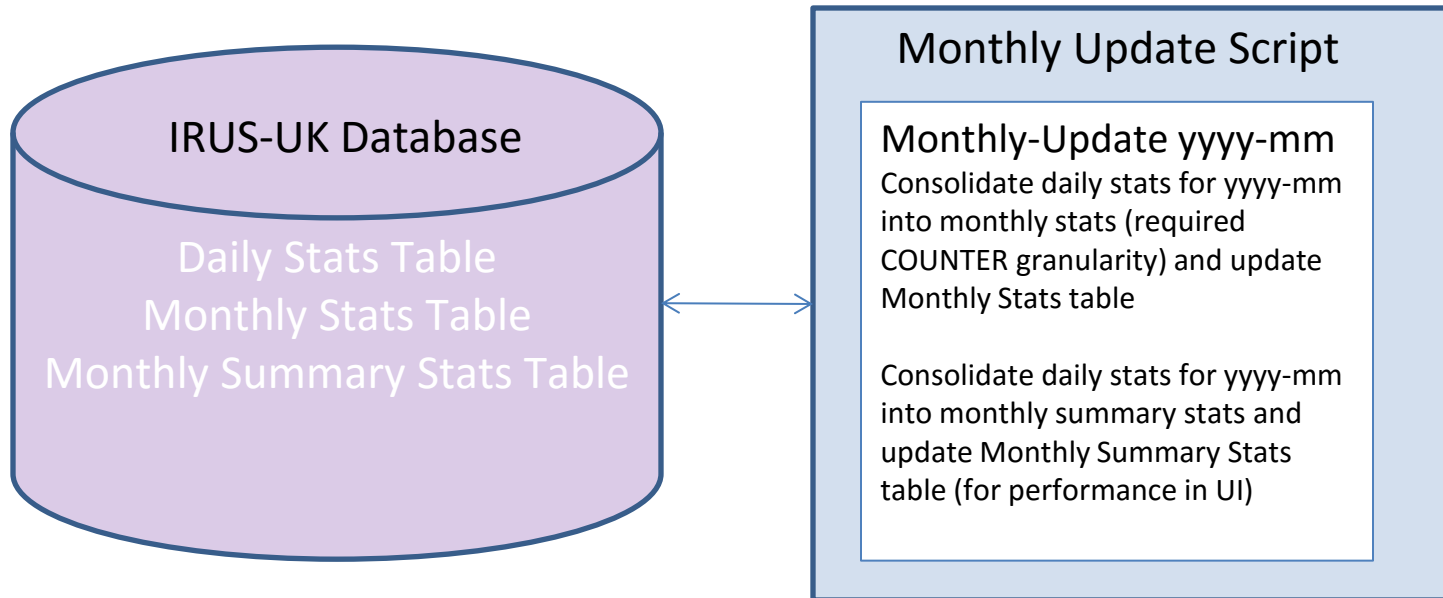 IRUS-UK Database
Daily Stats Table
Monthly Stats Table
Monthly Summary Stats Table
Monthly Update Script
Monthly-Update yyyy-mm
Consolidate daily stats for yyyy-mm
into monthly stats (required
COUNTER granularity) and update
Monthly Stats table
Consolidate daily stats for yyyy-mm
into monthly summary stats and
update Monthly Summary Stats
table (for performance in UI)